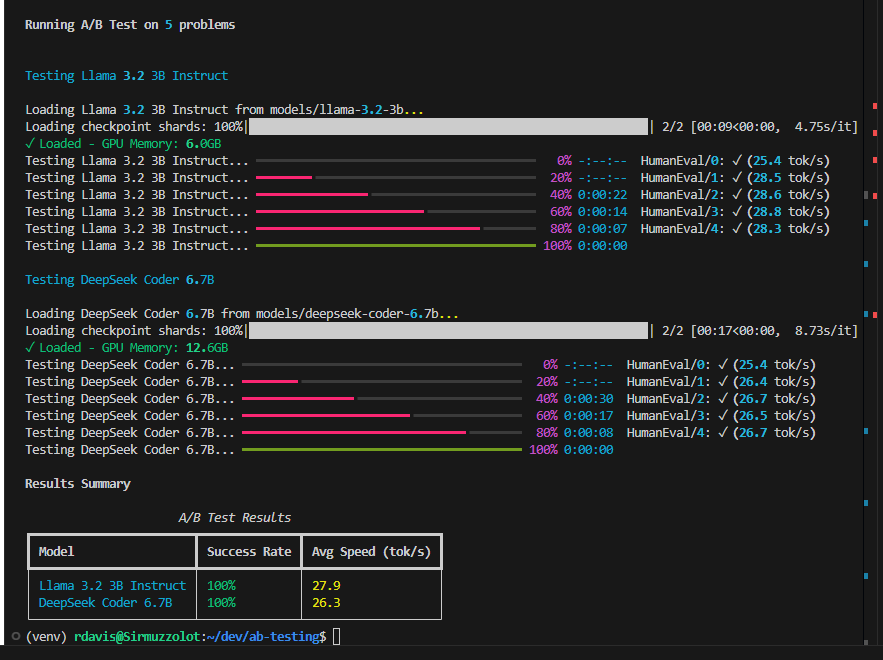 Running A/B Test on 5 problems
Testing Llama 3.2 3B Instruct
Loading Llama 3.2 3B Instruct from models/llama-3.2-3b...
Loading checkpoint shards: 100%| | 2/2 [00:09<00:00, 4.75s/it]
✓ Loaded - GPU Memory: 6.0GB
Testing Llama 3.2 3B Instruct... 0% -:--:-- HumanEval/0: ✓ (25.4 tok/s)
Testing Llama 3.2 3B Instruct... 20% -:--:-- HumanEval/1: ✓ (28.5 tok/s)
Testing Llama 3.2 3B Instruct... 40% 0:00:22 HumanEval/2: ✓ (28.6 tok/s)
Testing Llama 3.2 3B Instruct... 60% 0:00:14 HumanEval/3: ✓ (28.8 tok/s)
Testing Llama 3.2 3B Instruct... 80% 0:00:07 HumanEval/4: ✓ (28.3 tok/s)
Testing Llama 3.2 3B Instruct... 100% 0:00:00
Testing DeepSeek Coder 6.7B
Loading DeepSeek Coder 6.7B from models/deepseek-coder-6.7b...
Loading checkpoint shards: 100%| | 2/2 [00:17<00:00, 8.73s/it]
✓ Loaded - GPU Memory: 12.6GB
Testing DeepSeek Coder 6.7B... 0% -:--:-- HumanEval/0: ✓ (25.4 tok/s)
Testing DeepSeek Coder 6.7B... 20% -:--:-- HumanEval/1: ✓ (26.4 tok/s)
Testing DeepSeek Coder 6.7B... 40% 0:00:30 HumanEval/2: ✓ (26.7 tok/s)
Testing DeepSeek Coder 6.7B... 60% 0:00:17 HumanEval/3: ✓ (26.5 tok/s)
Testing DeepSeek Coder 6.7B... 80% 0:00:08 HumanEval/4: ✓ (26.7 tok/s)
Testing DeepSeek Coder 6.7B... 100% 0:00:00
Results Summary
A/B Test Results
Model Success Rate Avg Speed (tok/s)
Llama 3.2 3B Instruct 100% 27.9
DeepSeek Coder 6.7B 100% 26.3
(venv) rdavis@Sirmuzzolot:~/dev/ab-testing$